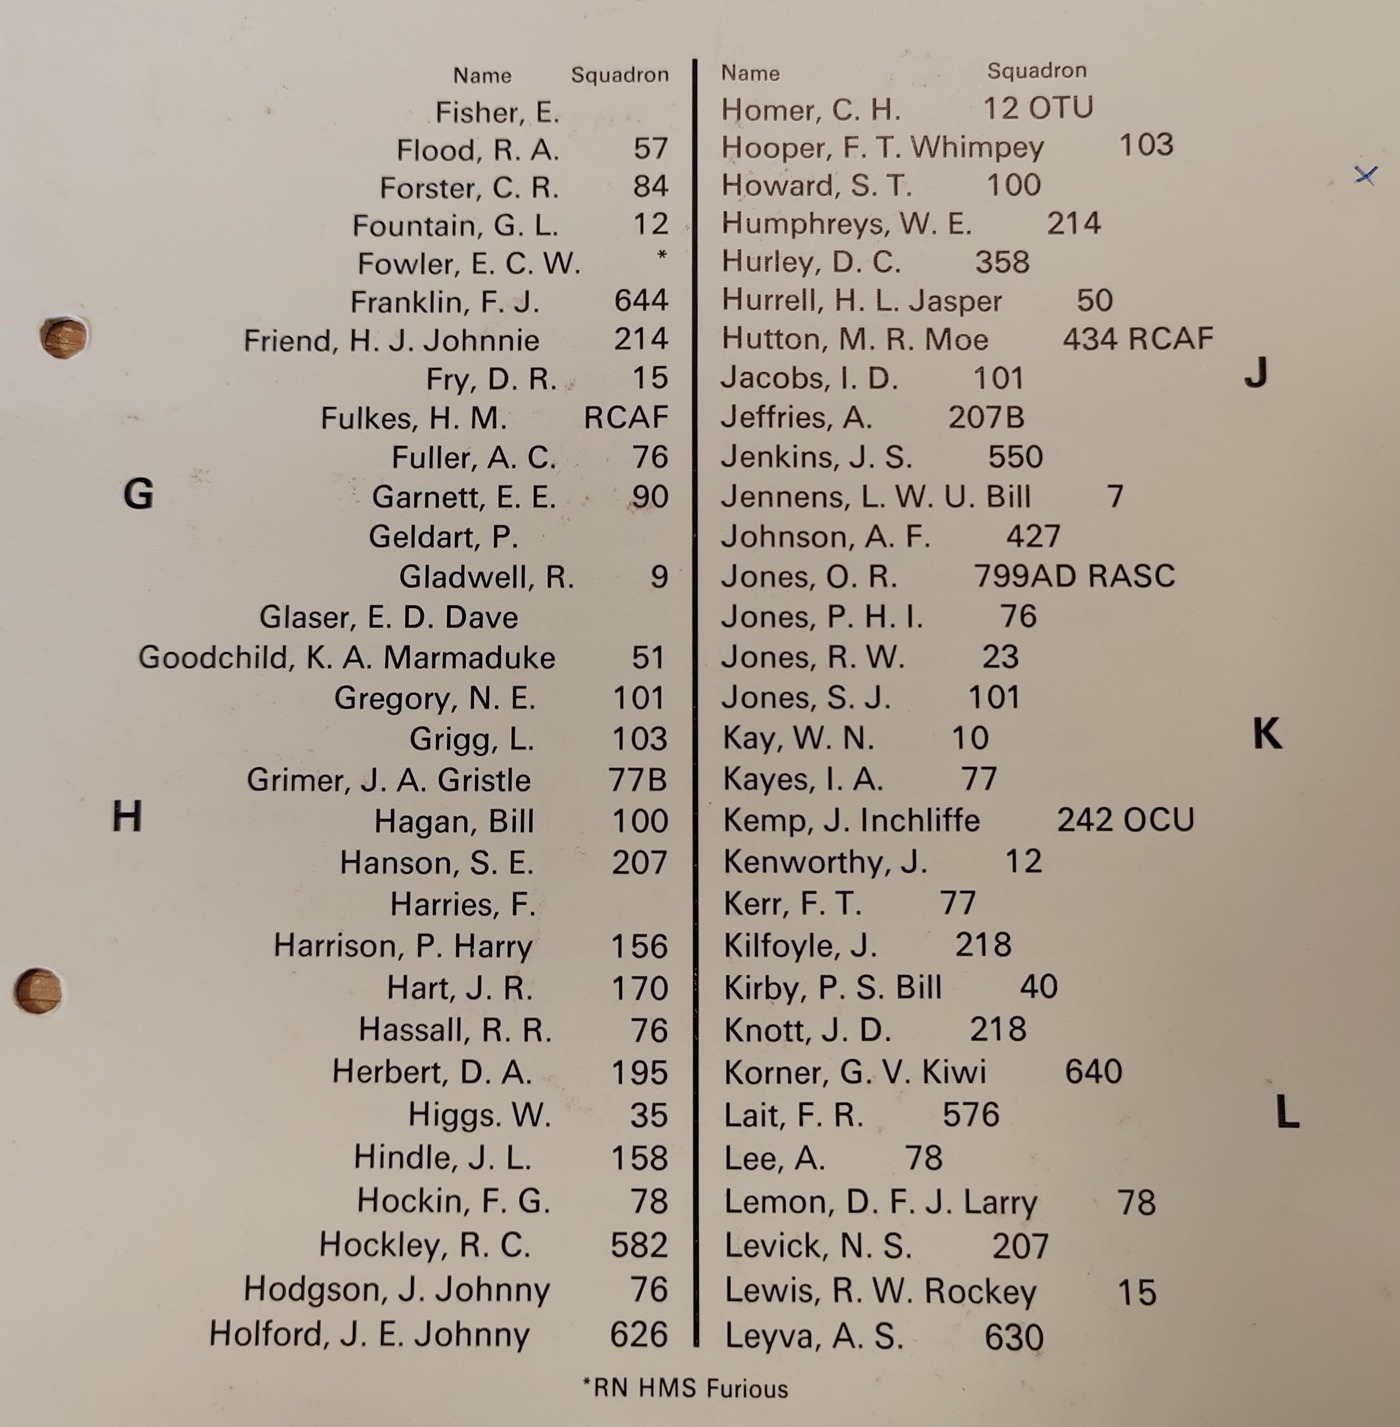 Name Squadron
Fisher, E.
Flood, R. A. 57
Forster, C. R. 84
Fountain, G. L. 12
Fowler, E. C. W. *
Franklin, F. J. 644
Friend, H. J. Johnnie 214
Fry, D. R. 15
Fulkes, H. M. RCAF
Fuller, A. C. 76
G Garnett, E. E. 90
Geldart, P.
Gladwell, R. 9
Glaser, E. D. Dave
Goodchild, K. A. Marmaduke 51
Gregory, N. E. 101
Grigg, L. 103
Grimer, J. A. Gristle 77B
H Hagan, Bill 100
Hanson, S. E. 207
Harries, F.
Harrison, P. Harry 156
Hart, J. R. 170
Hassall, R. R. 76
Herbert, D. A. 195
Higgs. W. 35
Hindle, J. L. 158
Hockin, F. G. 78
Hockley, R. C. 582
Hodgson, J. Johnny 76
Holford, J. E. Johnny 626
Name Squadron
Homer, C. H. 12 OTU
Hooper, F. T. Whimpey 103
Howard, S. T. 100
Humphreys, W. E. 214
Hurley, D. C. 358
Hurrell, H. L. Jasper 50
Hutton, M. R. Moe 434 RCAF
Jacobs, I. D. 101 J
Jeffries, A. 207B
Jenkins, J. S. 550
Jennens, L. W. U. Bill 7
Johnson, A. F. 427
Jones, O. R. 799AD RASC
Jones, P. H. I. 76
Jones, R. W. 23
Jones, S. J. 101
Kay, W. N. 10 K
Kayes, I. A. 77
Kemp, J. Inchliffe 242 OCU
Kenworthy, J. 12
Kerr, F. T. 77
Kilfoyle, J. 218
Kirby, P. S. Bill 40
Knott, J. D. 218
Korner, G. V. Kiwi 640
Lait, F. R. 576 L
Lee, A. 78
Lemon, D. F. J. Larry 78
Levick, N. S. 207
Lewis, R. W. Rockey 15
Leyva, A. S. 630
*RN HMS Furious